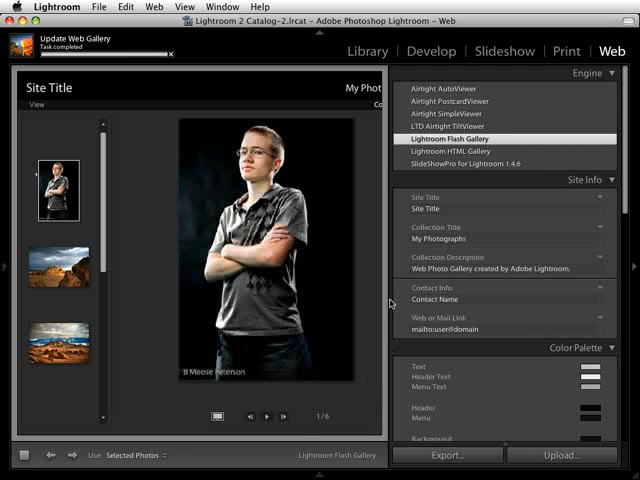 Lightroom File Edit Web View Window Help
Lightroom 2 Catalog-2.lrcat - Adobe Photoshop Lightroom - Web
Update Web Gallery
Task completed
Library | Develop | Slideshow | Print | Web
Site Title
My Phot
View
Co
B Moose Peterson
1/6
Use: Selected Photos
Lightroom Flash Gallery
Engine
Airtight AutoViewer
Airtight PostcardViewer
Airtight SimpleViewer
LTD Airtight TiltViewer
Lightroom Flash Gallery
Lightroom HTML Gallery
SlideShowPro for Lightroom 1.4.6
Site Info
Site Title
Site Title
Collection Title
My Photographs
Collection Description
Web Photo Gallery created by Adobe Lightroom.
Contact Info
Contact Name
Web or Mail Link
mailto:user@domain
Color Palette
Text
Header Text
Menu Text
Header
Menu
Background
Export...
Upload...